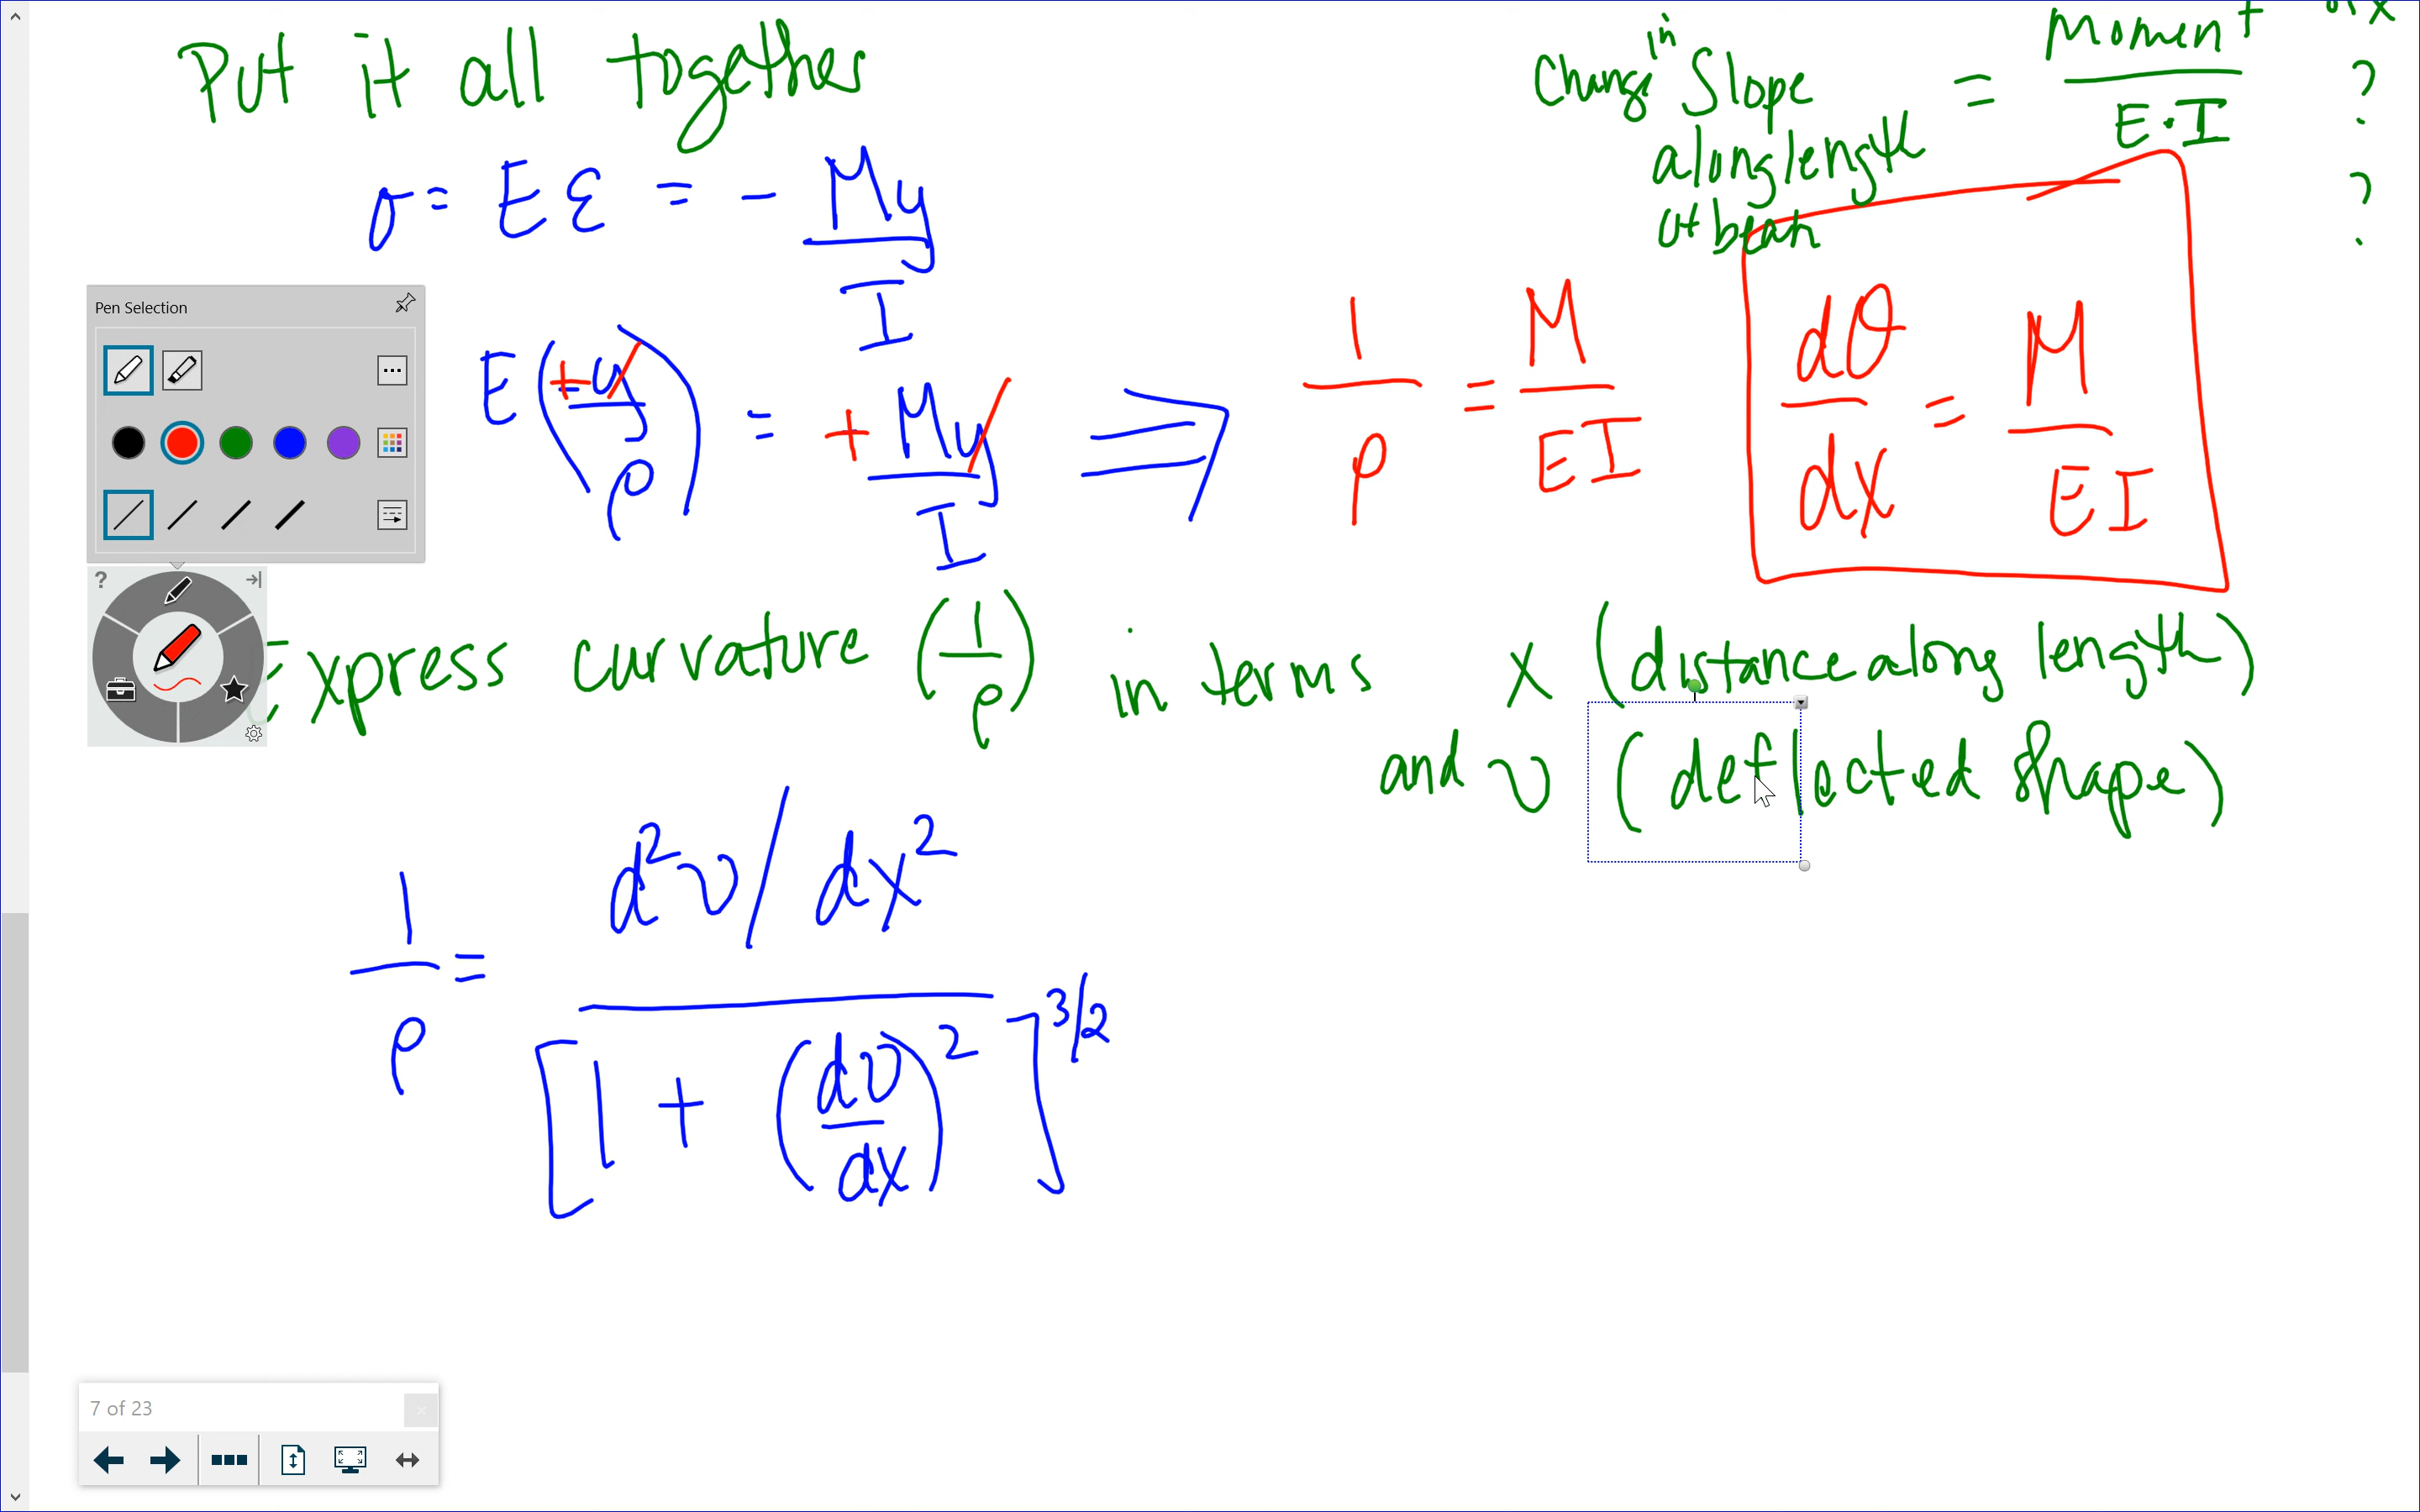 Put it all together
Change in Slope along length of beam = Moment / E·I
? ?
σ = Eε = - My / I
Pen Selection
E(+y / ρ) = + My / I ⇒ 1/ρ = M / EI
dθ/dx = M / EI
Express curvature (1/ρ) in terms x (distance along length)
and v (deflected shape)
1/ρ = d²v/dx² / [1 + (dv/dx)²]^3/2
7 of 23